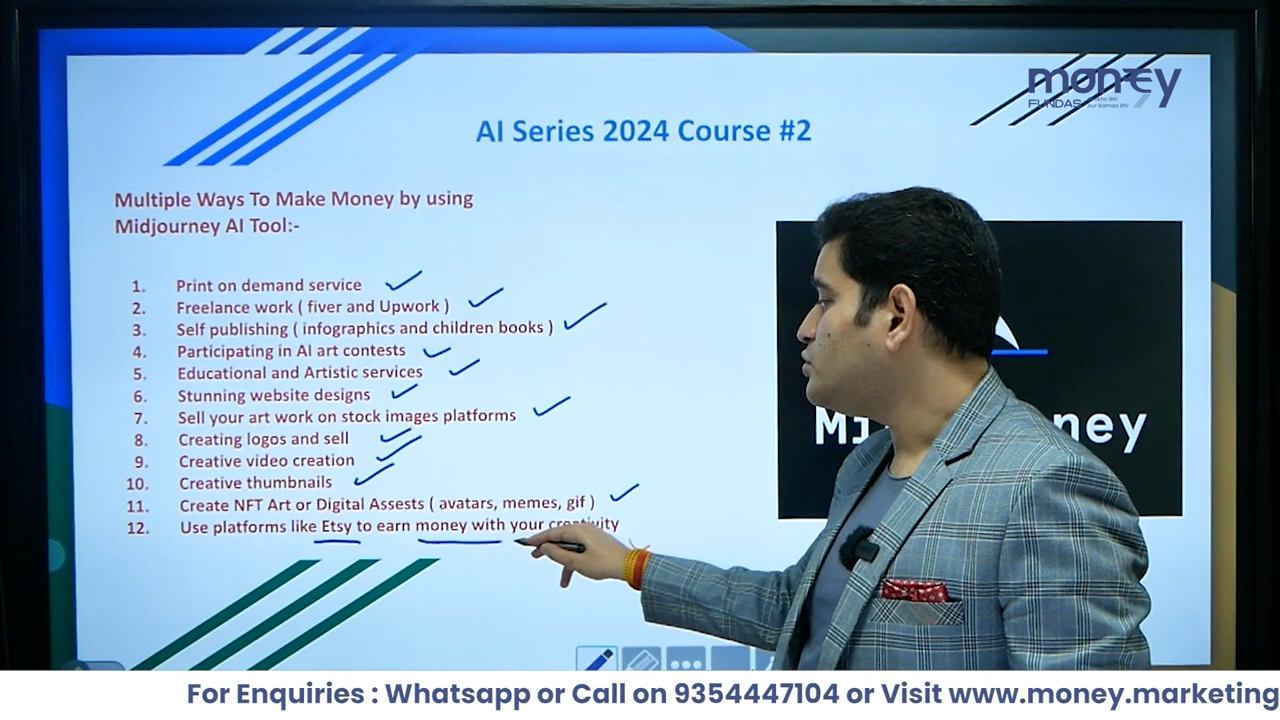 money
FUNDAS
Aur Kamao Bhi
AI Series 2024 Course #2
Multiple Ways To Make Money by using
Midjourney AI Tool:-
1. Print on demand service
2. Freelance work ( fiver and Upwork )
3. Self publishing ( infographics and children books )
4. Participating in AI art contests
5. Educational and Artistic services
6. Stunning website designs
7. Sell your art work on stock images platforms
8. Creating logos and sell
9. Creative video creation
10. Creative thumbnails
11. Create NFT Art or Digital Assests ( avatars, memes, gif )
12. Use platforms like Etsy to earn money with your creativity
For Enquiries : Whatsapp or Call on 9354447104 or Visit www.money.marketing